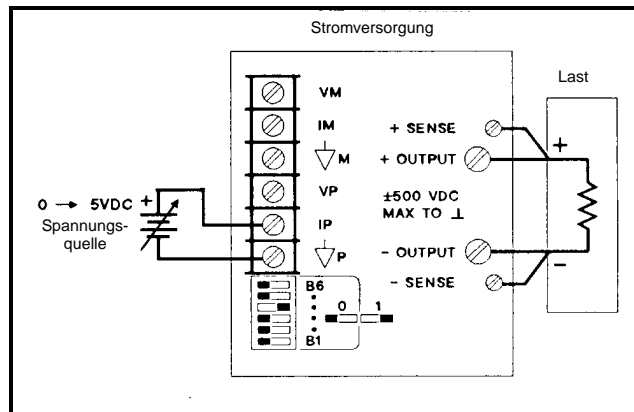 Stromversorgung
VM
IM
M
VP
IP
P
+ SENSE
+ OUTPUT
±500 VDC
MAX TO ⊥
- OUTPUT
- SENSE
Last
+
−
0 → 5VDC +
Spannungs-
quelle
B6
0 1
B1